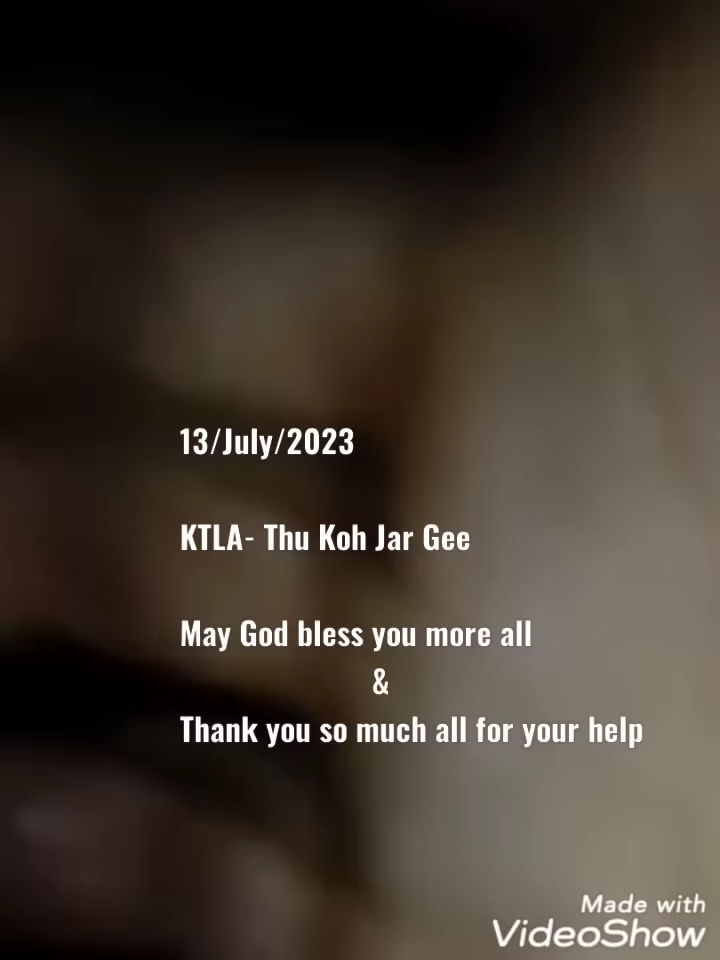 13/July/2023
KTLA- Thu Koh Jar Gee
May God bless you more all
&
Thank you so much all for your help
Made with
VideoShow